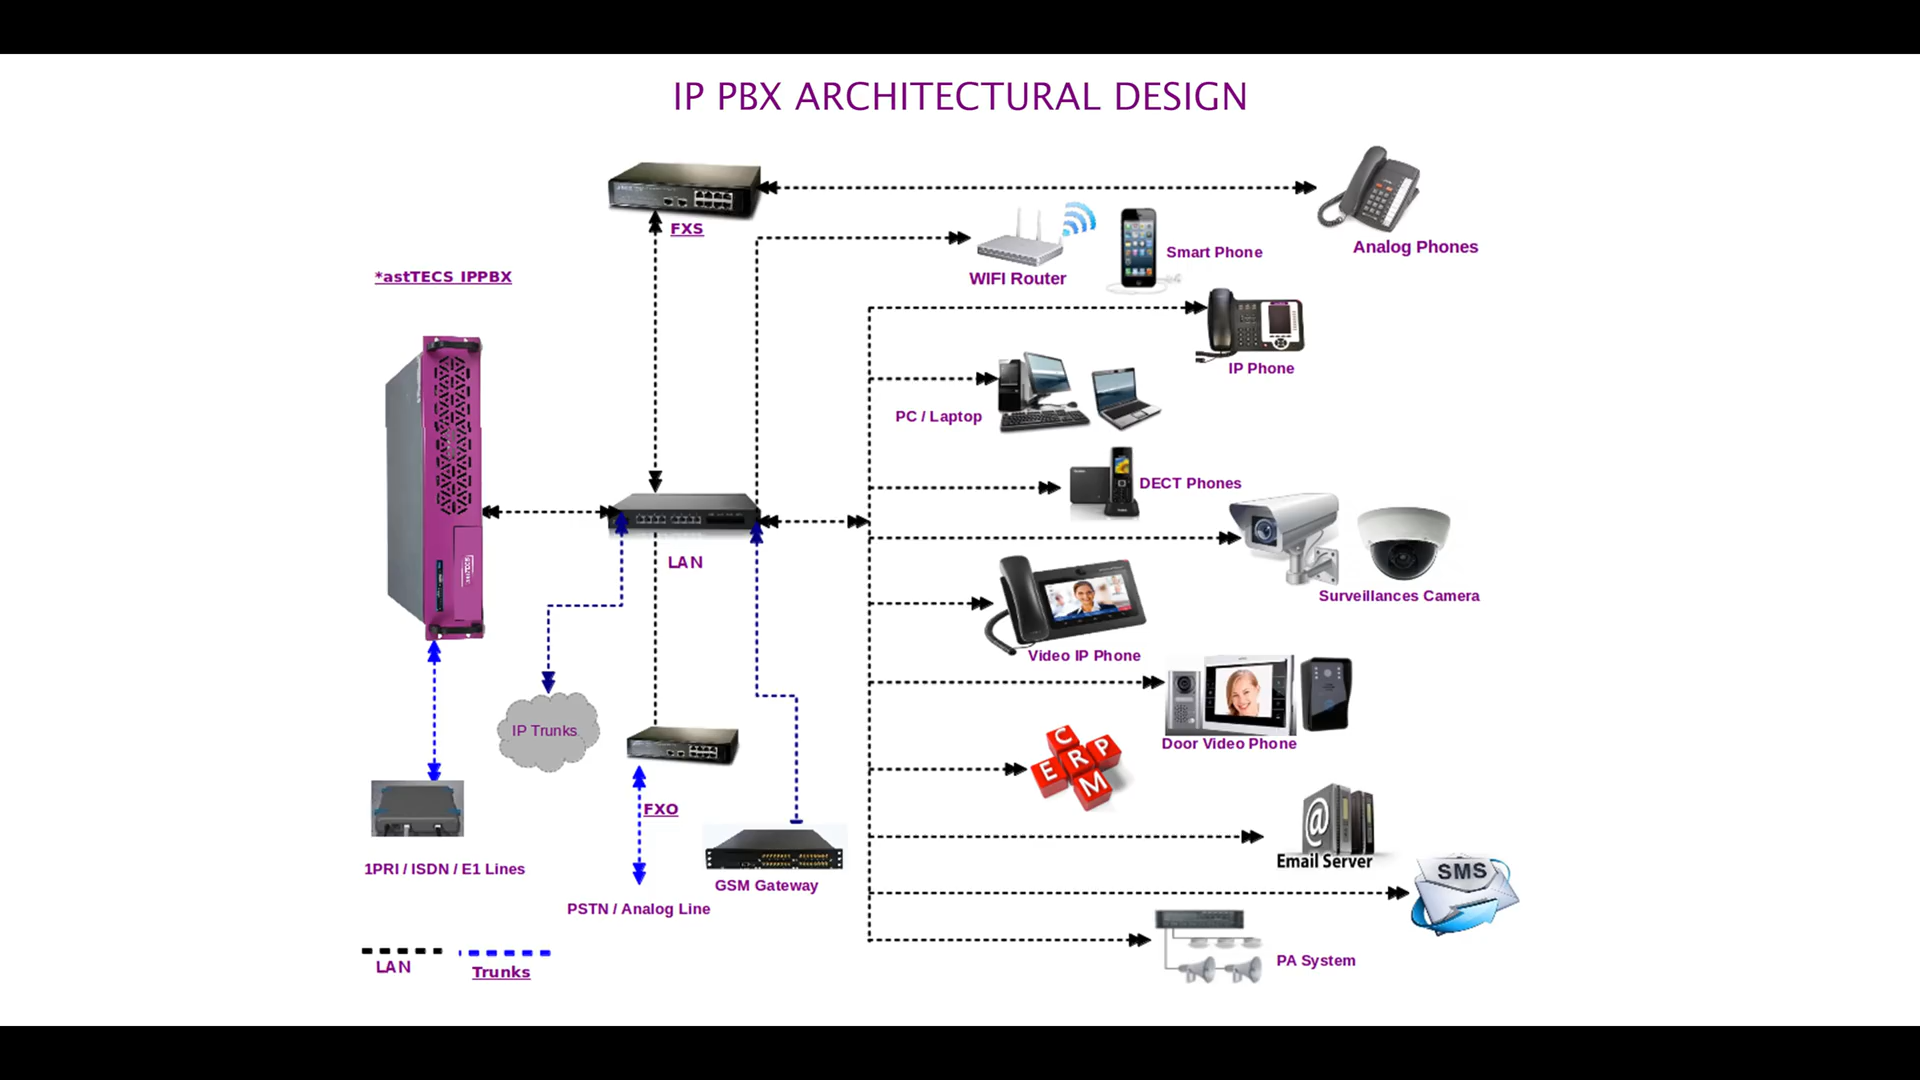 IP PBX ARCHITECTURAL DESIGN
FXS
Analog Phones
WIFI Router
Smart Phone
*astTECS IPPBX
IP Phone
PC / Laptop
DECT Phones
LAN
Surveillances Camera
Video IP Phone
IP Trunks
Door Video Phone
C
E R P
M
FXO
@
Email Server
SMS
1PRI / ISDN / E1 Lines
GSM Gateway
PSTN / Analog Line
PA System
LAN
Trunks